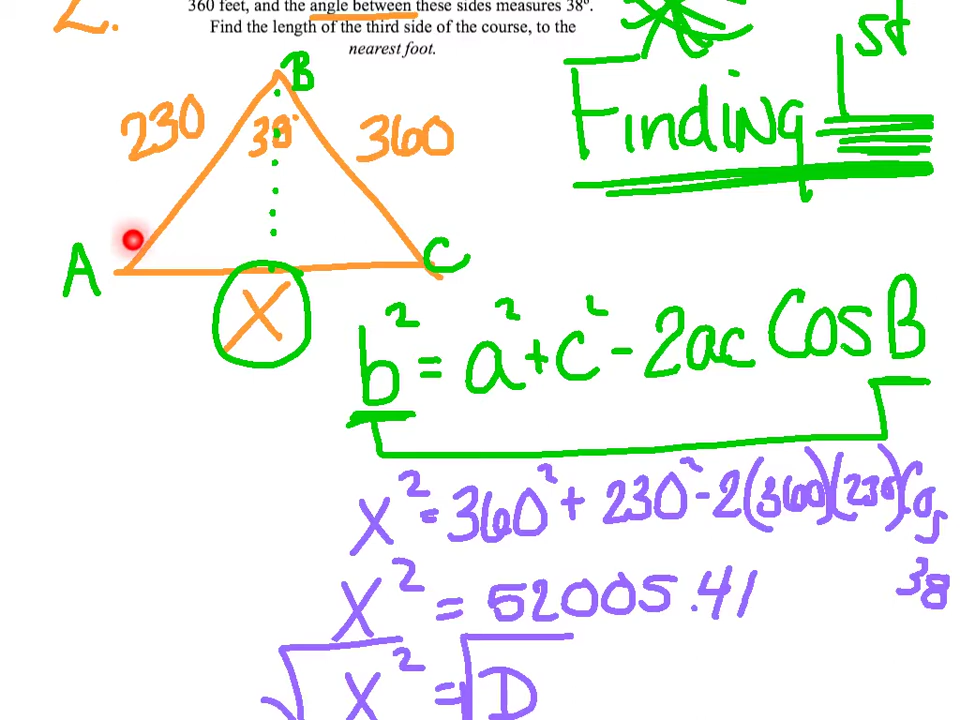 2.
360 feet, and the angle between these sides measures 38°.
Find the length of the third side of the course, to the
nearest foot.
1st
Finding
B
230
38°
360
A
C
X
b² = a² + c² - 2ac Cos B
X² = 360² + 230² - 2(360)(230) Cos
38
X² = 52005.41
√X² = √D